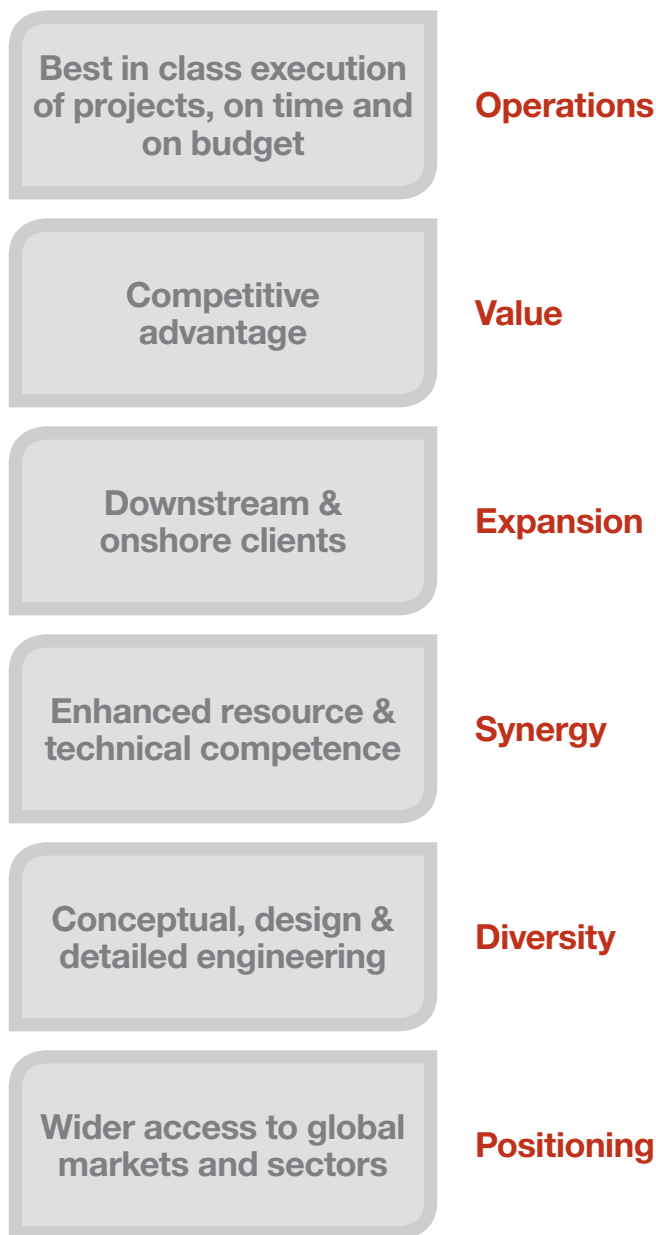 Best in class execution
of projects, on time and
on budget
Operations
Competitive
advantage
Value
Downstream &
onshore clients
Expansion
Enhanced resource &
technical competence
Synergy
Conceptual, design &
detailed engineering
Diversity
Wider access to global
markets and sectors
Positioning